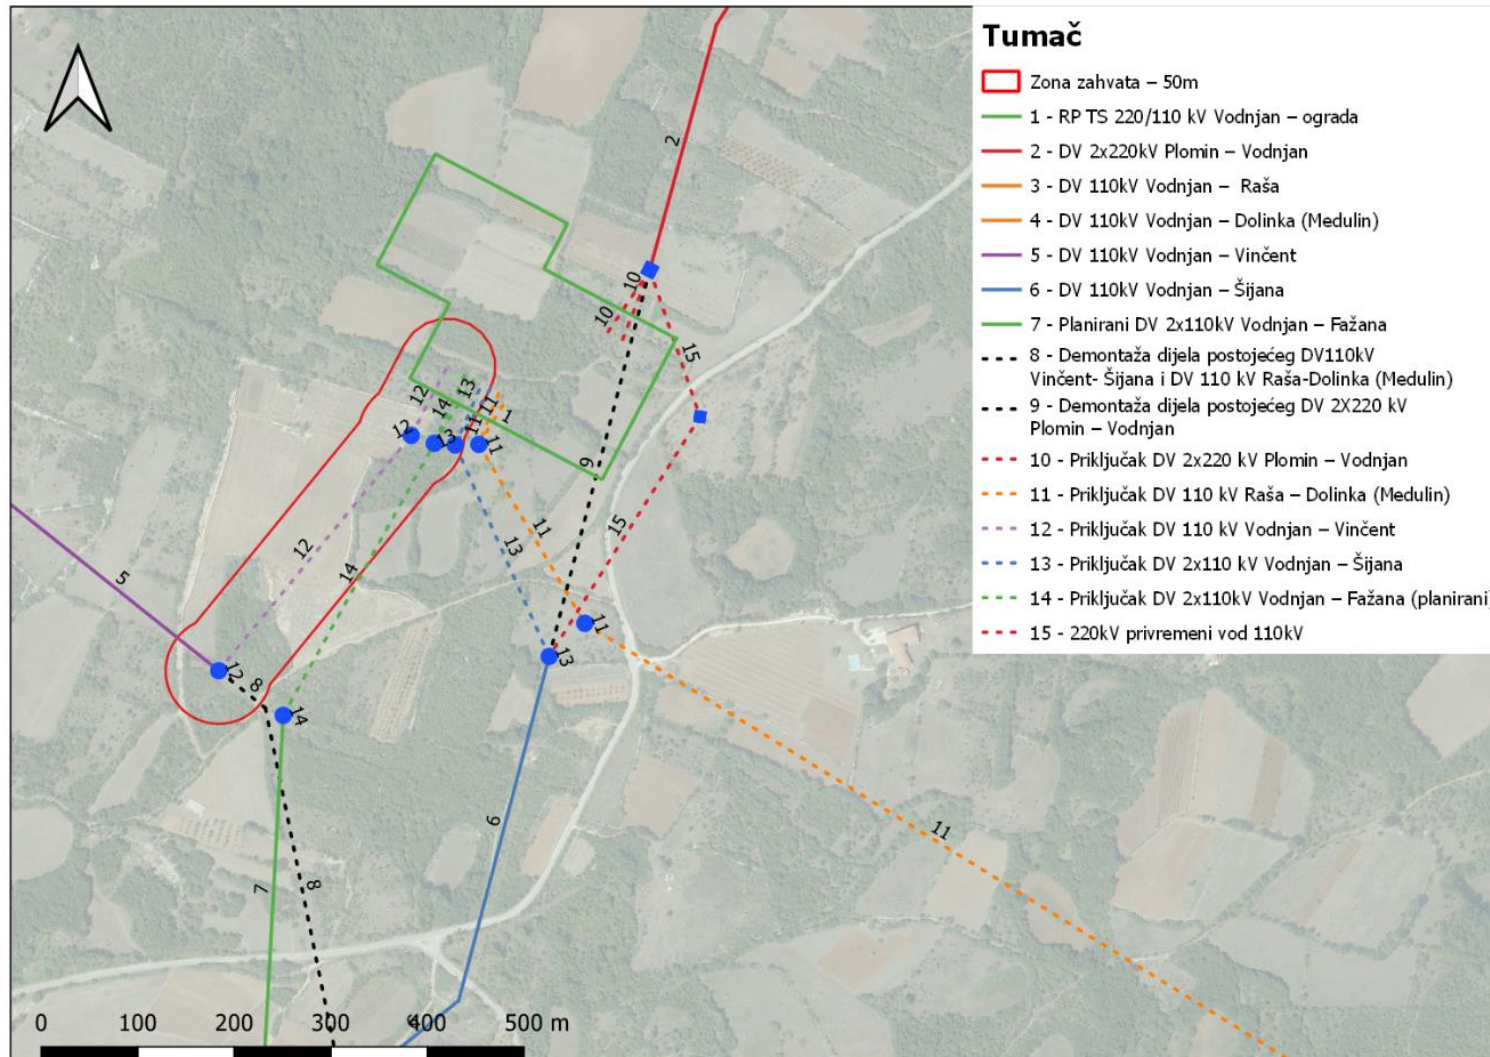 Tumač
Zona zahvata – 50m
1 - RP TS 220/110 kV Vodnjan – ograda
2 - DV 2x220kV Plomin – Vodnjan
3 - DV 110kV Vodnjan – Raša
4 - DV 110kV Vodnjan – Dolinka (Medulin)
5 - DV 110kV Vodnjan – Vinčent
6 - DV 110kV Vodnjan – Šijana
7 - Planirani DV 2x110kV Vodnjan – Fažana
8 - Demontaža dijela postojećeg DV110kV
Vinčent- Šijana i DV 110 kV Raša-Dolinka (Medulin)
9 - Demontaža dijela postojećeg DV 2X220 kV
Plomin – Vodnjan
10 - Priključak DV 2x220 kV Plomin – Vodnjan
11 - Priključak DV 110 kV Raša – Dolinka (Medulin)
12 - Priključak DV 110 kV Vodnjan – Vinčent
13 - Priključak DV 2x110 kV Vodnjan – Šijana
14 - Priključak DV 2x110kV Vodnjan – Fažana (planirani)
15 - 220kV privremeni vod 110kV
2
10
10
15
13
12
11
14
1
11
12
13
11
9
15
11
13
12
14
5
11
13
12
8
14
11
6
7
8
6
0
100
200
300
400
500 m